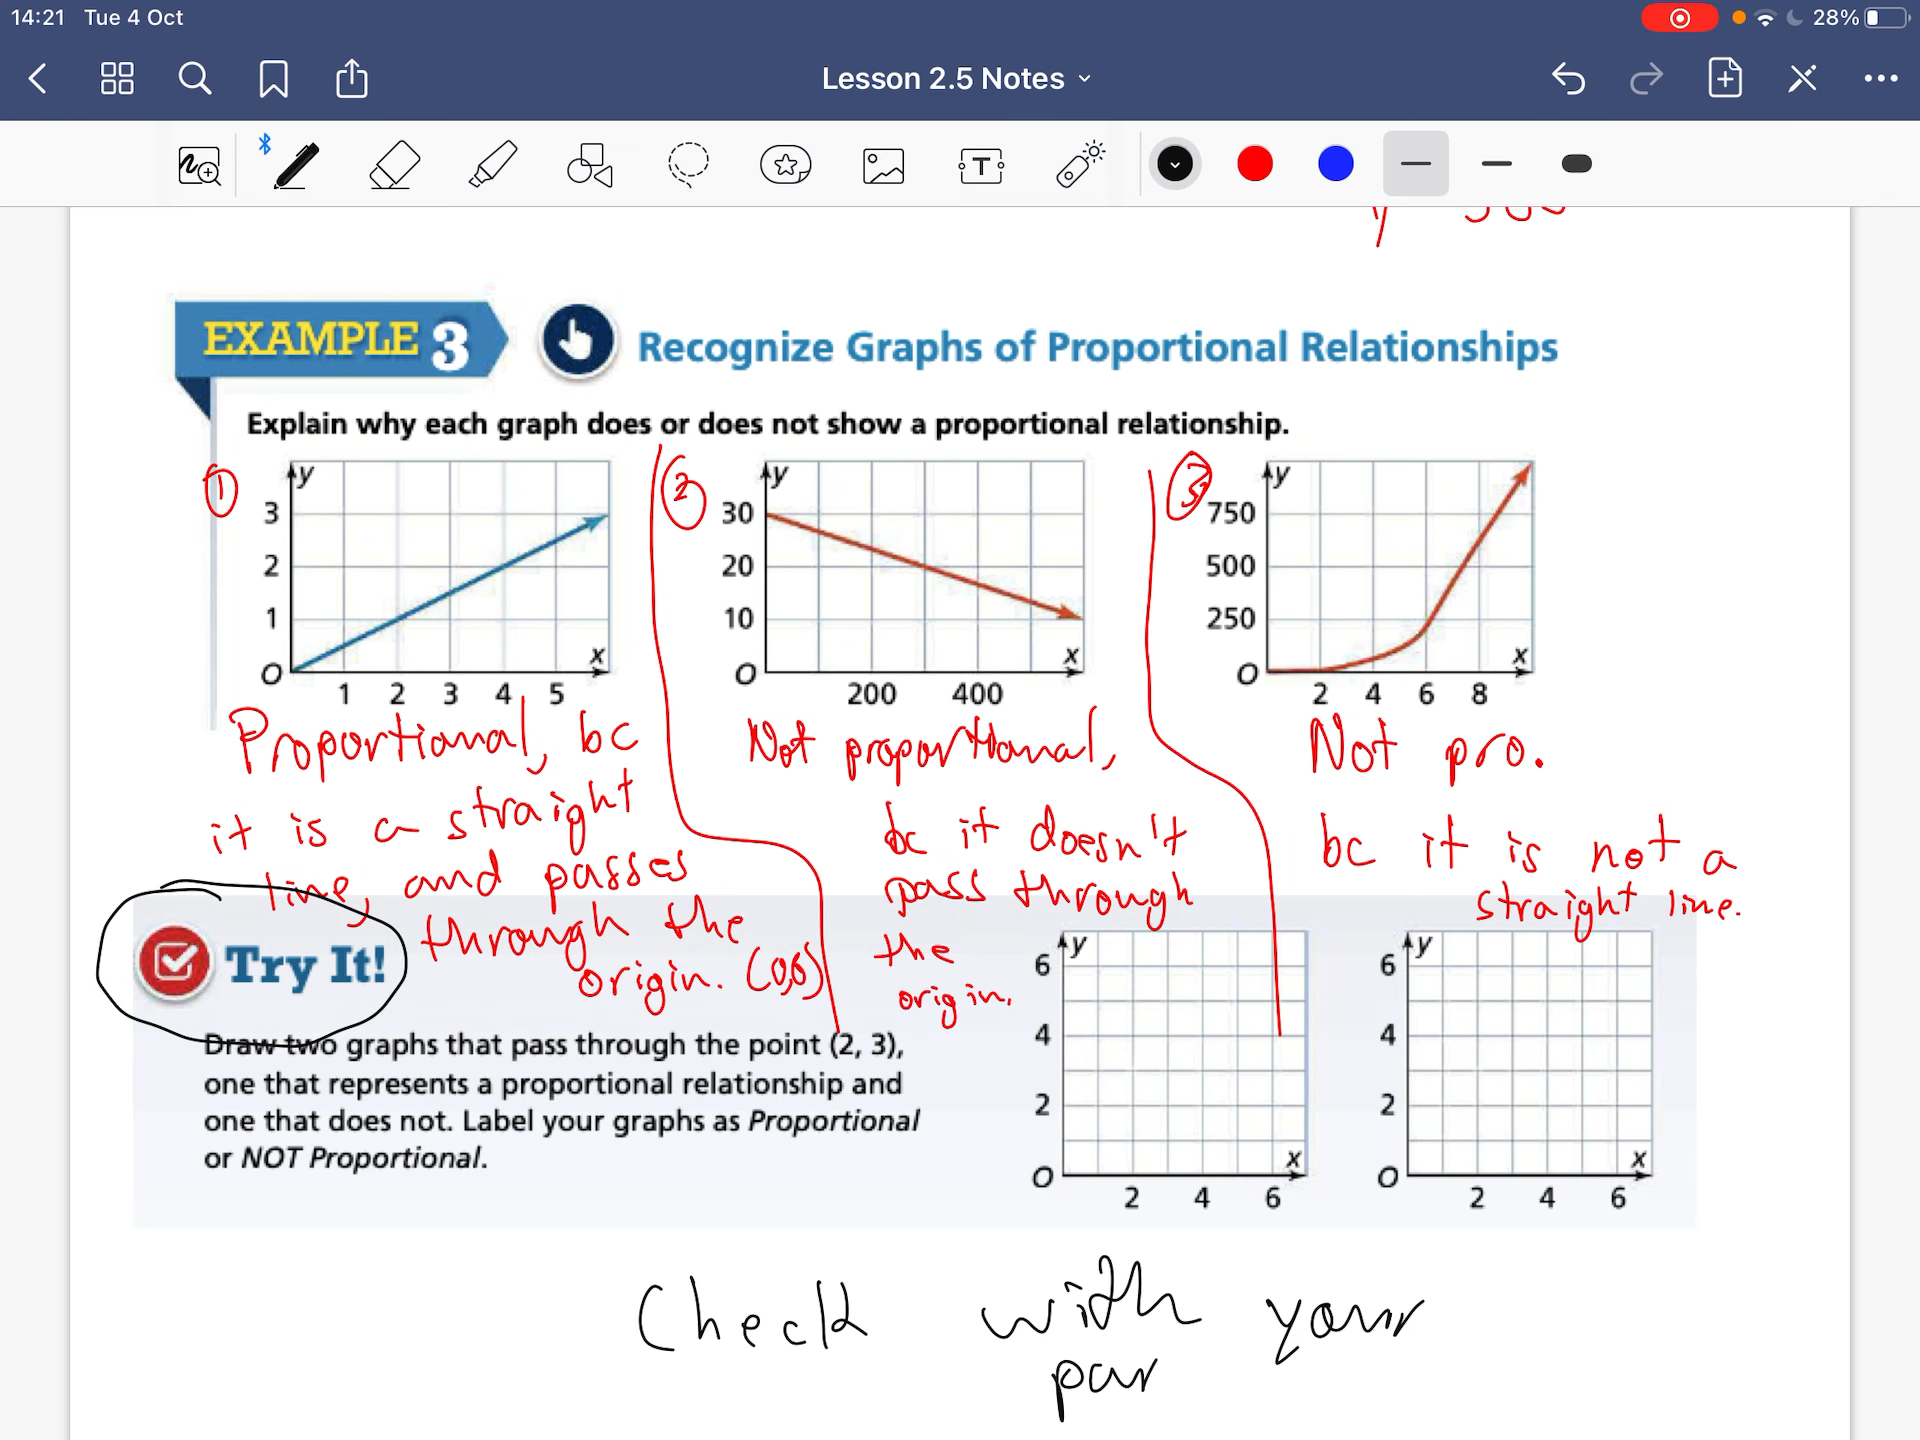 14:21 Tue 4 Oct
28%
Lesson 2.5 Notes
T
EXAMPLE 3 Recognize Graphs of Proportional Relationships
Explain why each graph does or does not show a proportional relationship.
① y 3 2 1 O 1 2 3 4 5 x
② y 30 20 10 O 200 400 x
③ y 750 500 250 O 2 4 6 8 x
Proportional, bc
it is a straight
line, and passes
through the
origin. (0,0)
Not proportional,
bc it doesn't
pass through
the
origin.
Not pro.
bc it is not a
straight line.
Try It!
Draw two graphs that pass through the point (2, 3),
one that represents a proportional relationship and
one that does not. Label your graphs as Proportional
or NOT Proportional.
y 6 4 2 O 2 4 6 x
y 6 4 2 O 2 4 6 x
Check with your
par